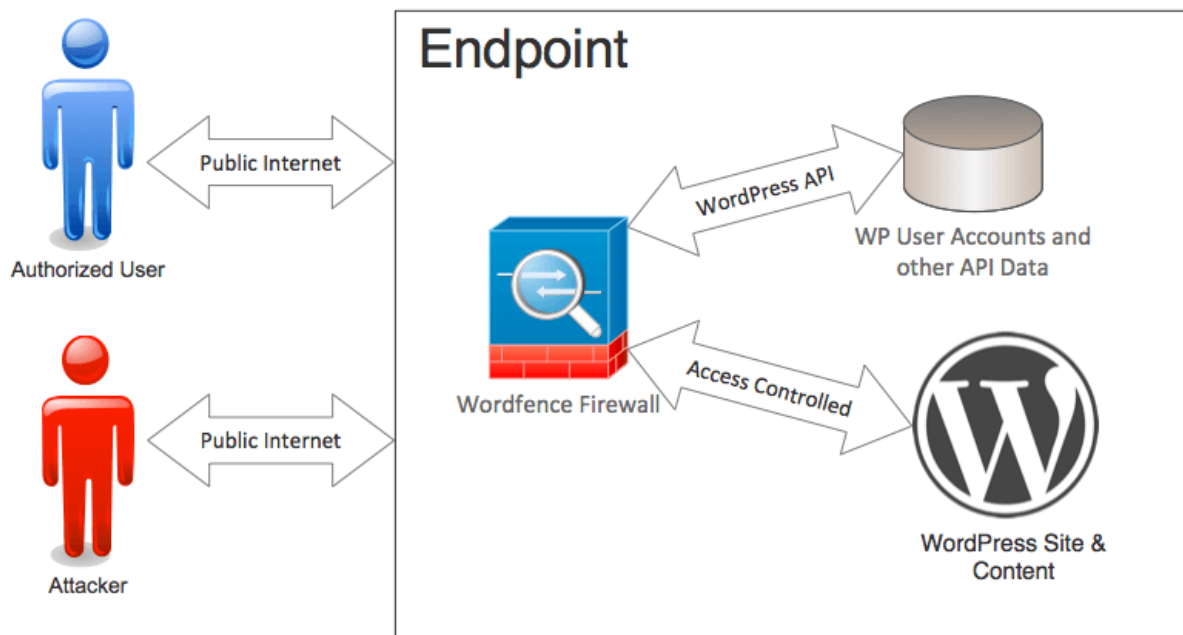 Endpoint
Public Internet
WordPress API
WP User Accounts and
other API Data
Authorized User
Wordfence Firewall
Access Controlled
Public Internet
WordPress Site &
Content
Attacker